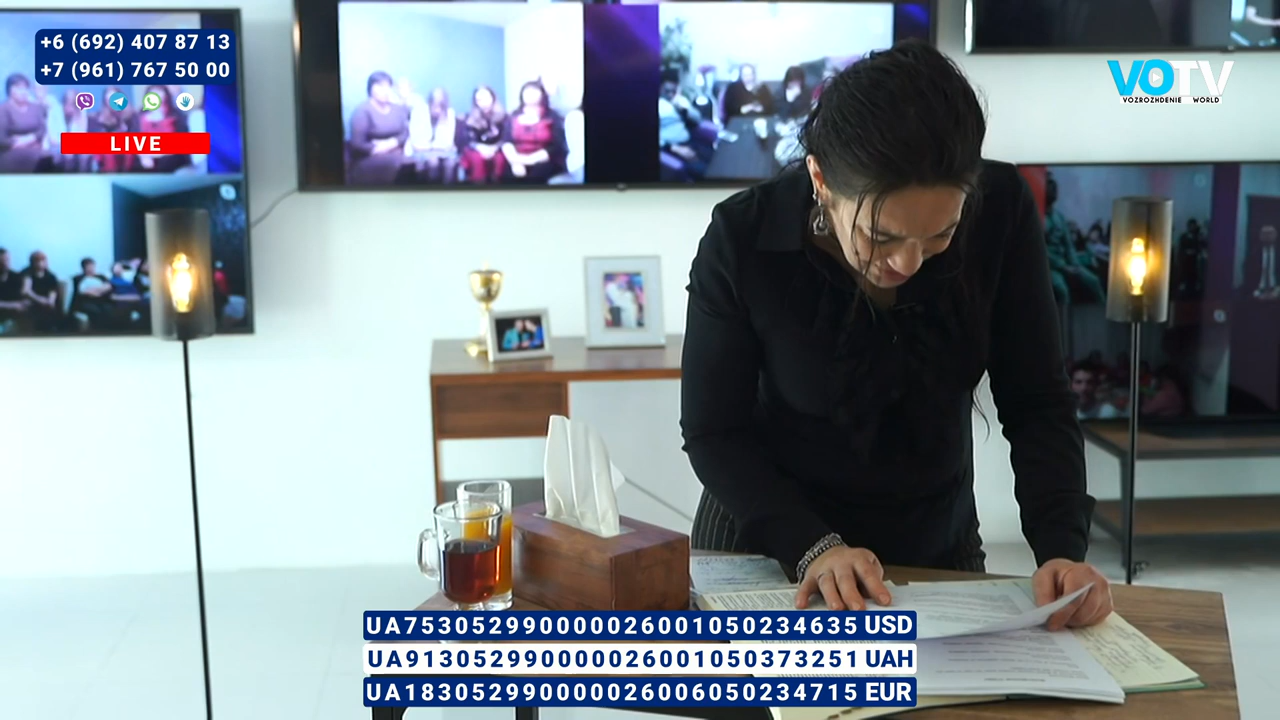 +6 (692) 407 87 13
+7 (961) 767 50 00
LIVE
VOTV
VOZROZHDENIE WORLD
UA753052990000026001050234635 USD
UA913052990000026001050373251 UAH
UA183052990000026006050234715 EUR